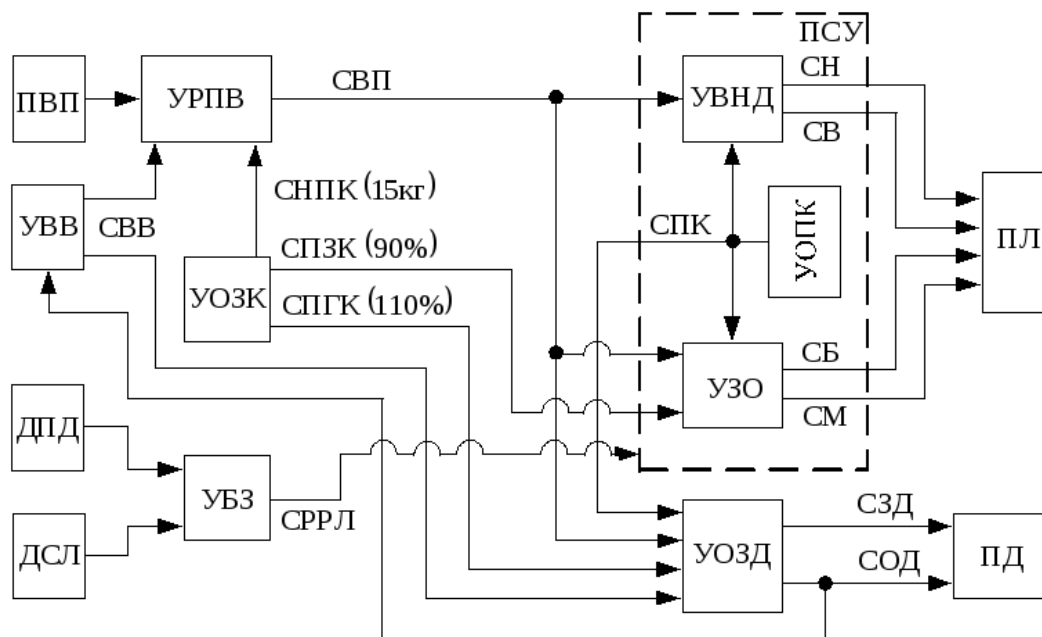 ПСУ
ПВП
УРПВ
СВП
УВНД
СН
СВ
УВВ
СВВ
СНПК (15кг)
СПЗК (90%)
СПГК (110%)
УОЗК
СПК
УОПК
ПЛ
УЗО
СБ
СМ
ДПД
УБЗ
СРРЛ
ДСЛ
УОЗД
СЗД
СОД
ПД